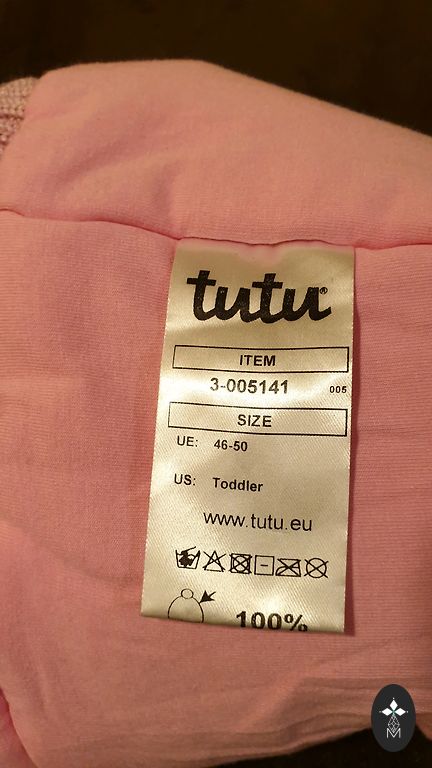 tutu®
ITEM
3-005141 005
SIZE
UE: 46-50
US: Toddler
www.tutu.eu
100%
M